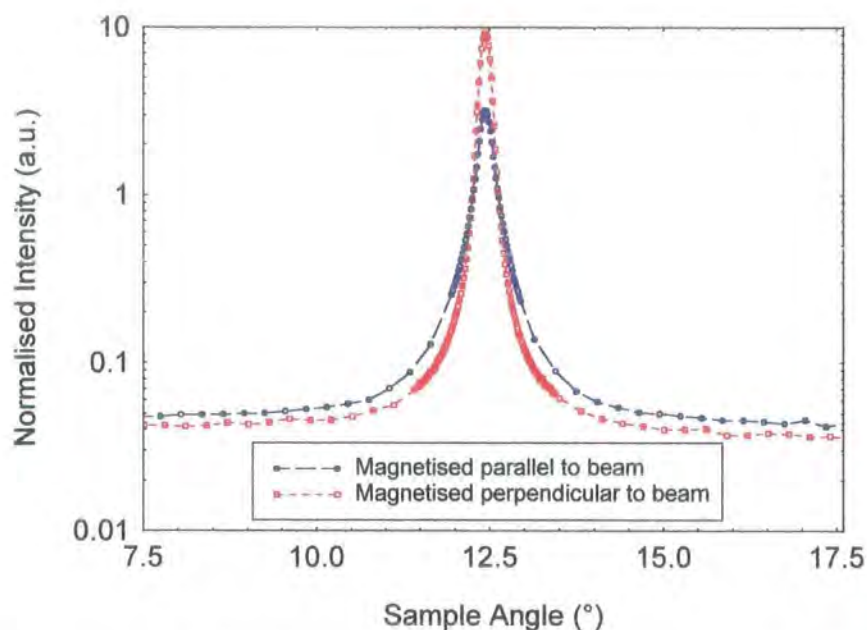 10
1
0.1
0.01
Normalised Intensity (a.u.)
Magnetised parallel to beam
Magnetised perpendicular to beam
7.5 10.0 12.5 15.0 17.5
Sample Angle (°)